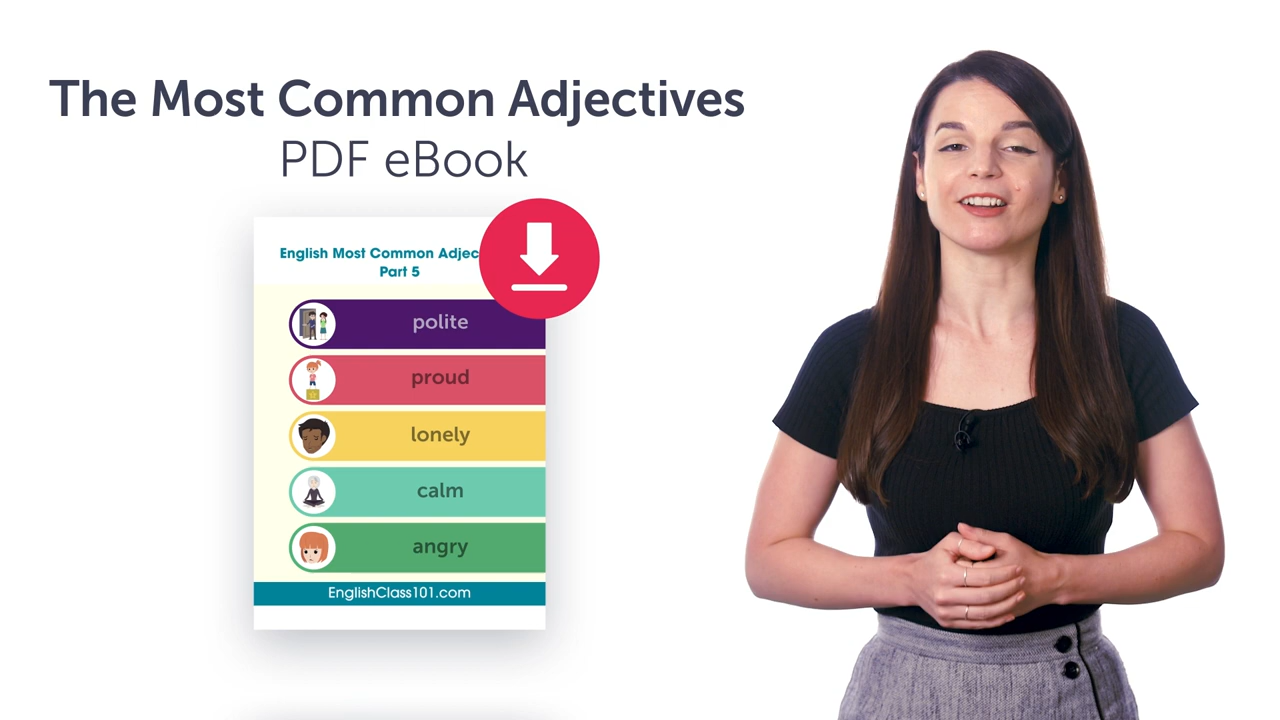 The Most Common Adjectives
PDF eBook
English Most Common Adjec
Part 5
polite
proud
lonely
calm
angry
EnglishClass101.com